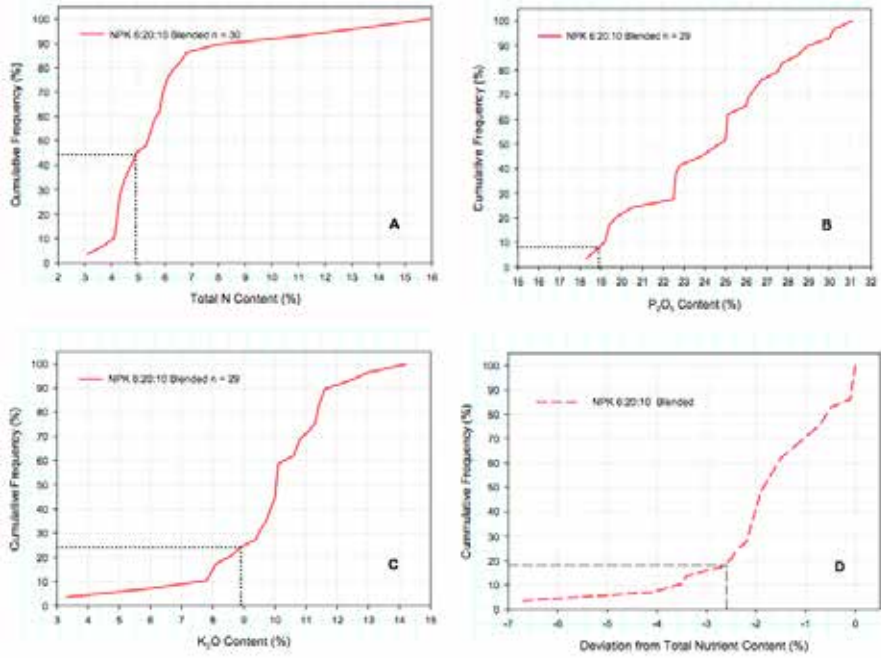 NPK 6:20:10 Blended n = 30
Cumulative Frequency (%)
100
90
80
70
60
50
40
30
20
10
0
A
2 3 4 5 6 7 8 9 10 11 12 13 14 15 16
Total N Content (%)
NPK 6:20:10 Blended n = 29
Cumulative Frequency (%)
100
90
80
70
60
50
40
30
20
10
0
B
15 16 17 18 19 20 21 22 23 24 25 26 27 28 29 30 31 32
P₂O₅ Content (%)
NPK 6:20:10 Blended n = 29
Cumulative Frequency (%)
100
90
80
70
60
50
40
30
20
10
0
C
3 4 5 6 7 8 9 10 11 12 13 14 15
K₂O Content (%)
NPK 6:20:10 Blended
Cummulative Frequency (%)
100
90
80
70
60
50
40
30
20
10
0
D
-7 -6 -5 -4 -3 -2 -1 0
Deviation from Total Nutrient Content (%)